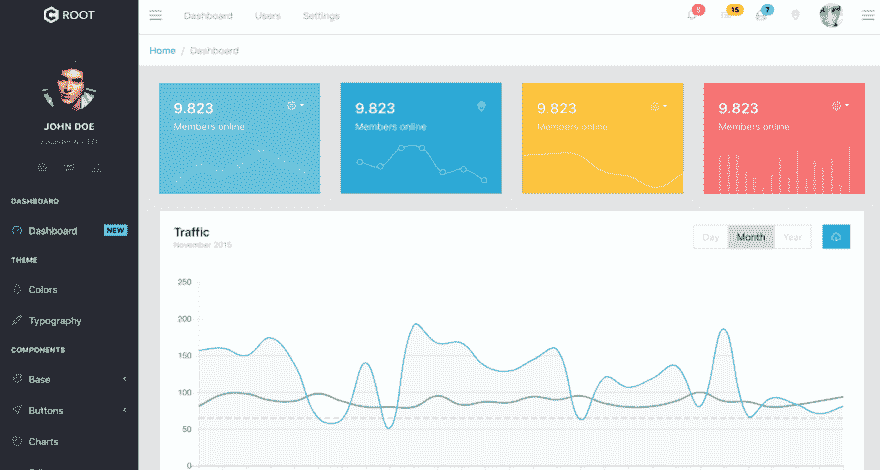 ROOT
Dashboard Users Settings
5 15 7
Home / Dashboard
JOHN DOE
9.823
Members online
9.823
Members online
9.823
Members online
9.823
Members online
DASHBOARD
Dashboard NEW
THEME
Colors
Typography
COMPONENTS
Base
Buttons
Charts
Traffic
November 2015
Day Month Year
250
200
150
100
50
0